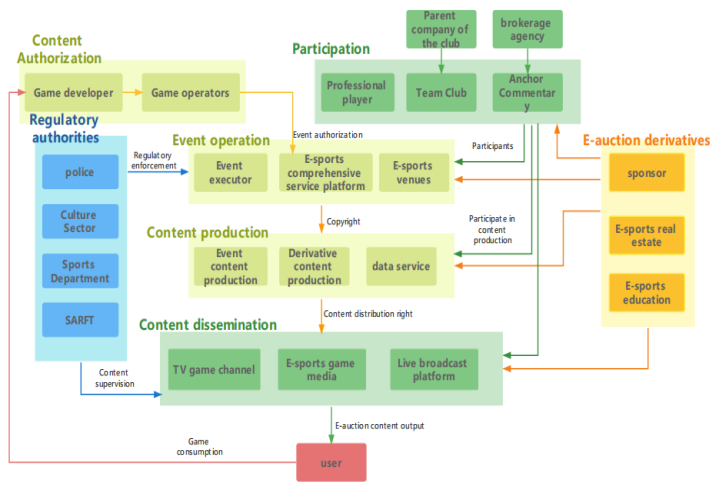 Content
Authorization
Game developer
Game operators
Participation
Parent
company of
the club
brokerage
agency
Professional
player
Team Club
Anchor
Commentar
y
Regulatory
authorities
police
Culture
Sector
Sports
Department
SARFT
Regulatory
enforcement
Event operation
Event authorization
Event
executor
E-sports
comprehensive
service platform
E-sports
venues
Participants
E-auction derivatives
sponsor
E-sports real
estate
E-sports
education
Copyright
Participate in
content
production
Content production
Event
content
production
Derivative
content
production
data service
Content distribution right
Content dissemination
TV game channel
E-sports game
media
Live broadcast
platform
Content
supervision
E-auction content output
Game
consumption
user